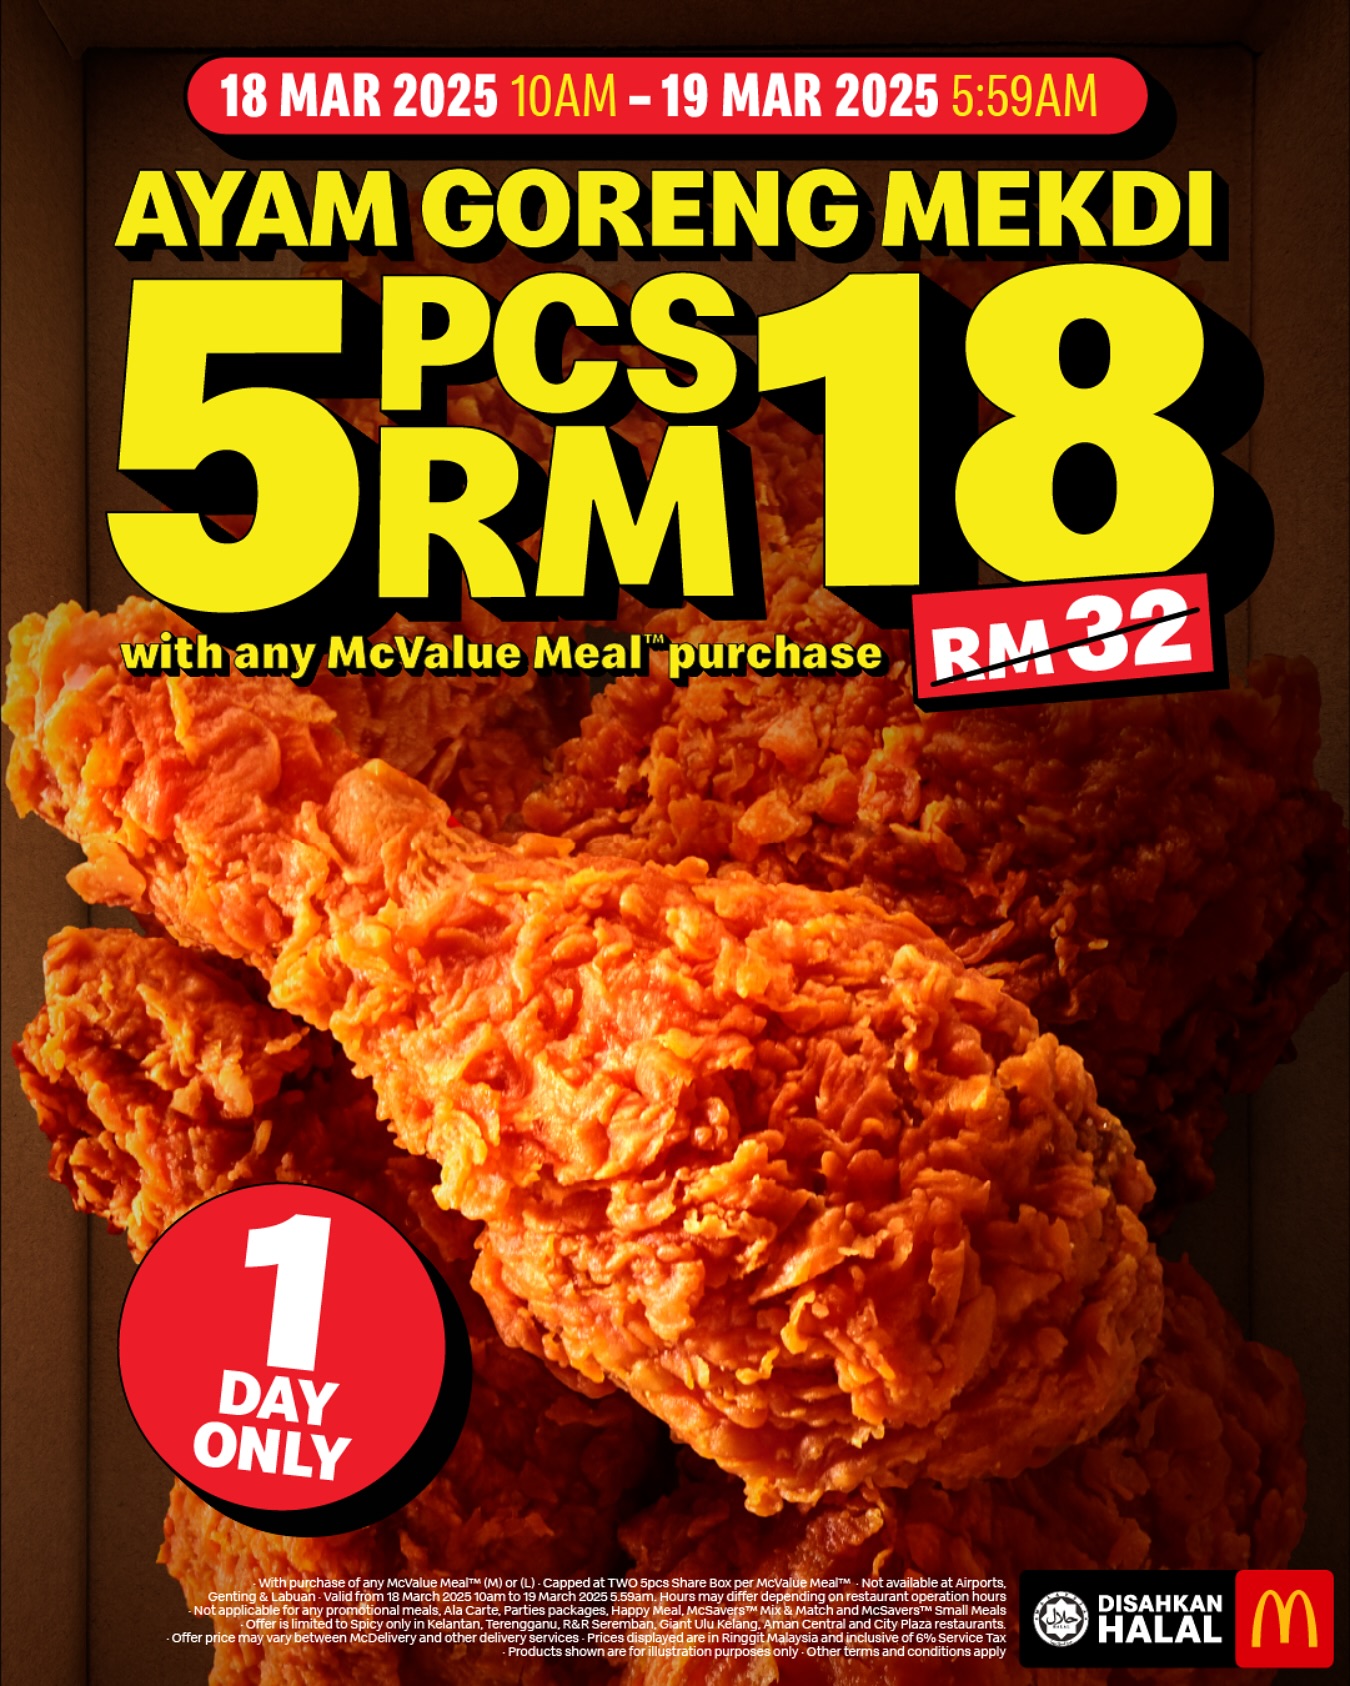 18 MAR 2025 10AM – 19 MAR 2025 5:59AM
AYAM GORENG MEKDI
5 PCS RM18
RM32
with any McValue Meal™ purchase
1
DAY
ONLY
· With purchase of any McValue Meal™ (M) or (L) · Capped at TWO 5pcs Share Box per McValue Meal™ · Not available at Airports,
Genting & Labuan · Valid from 18 March 2025 10am to 19 March 2025 5.59am. Hours may differ depending on restaurant operation hours
· Not applicable for any promotional meals, Ala Carte, Parties packages, Happy Meal, McSavers™ Mix & Match and McSavers™ Small Meals
· Offer is limited to Spicy only in Kelantan, Terengganu, R&R Seremban, Giant Ulu Kelang, Aman Central and City Plaza restaurants.
· Offer price may vary between McDelivery and other delivery services · Prices displayed are in Ringgit Malaysia and inclusive of 6% Service Tax
· Products shown are for illustration purposes only · Other terms and conditions apply
حلال
HALAL
DISAHKAN
HALAL